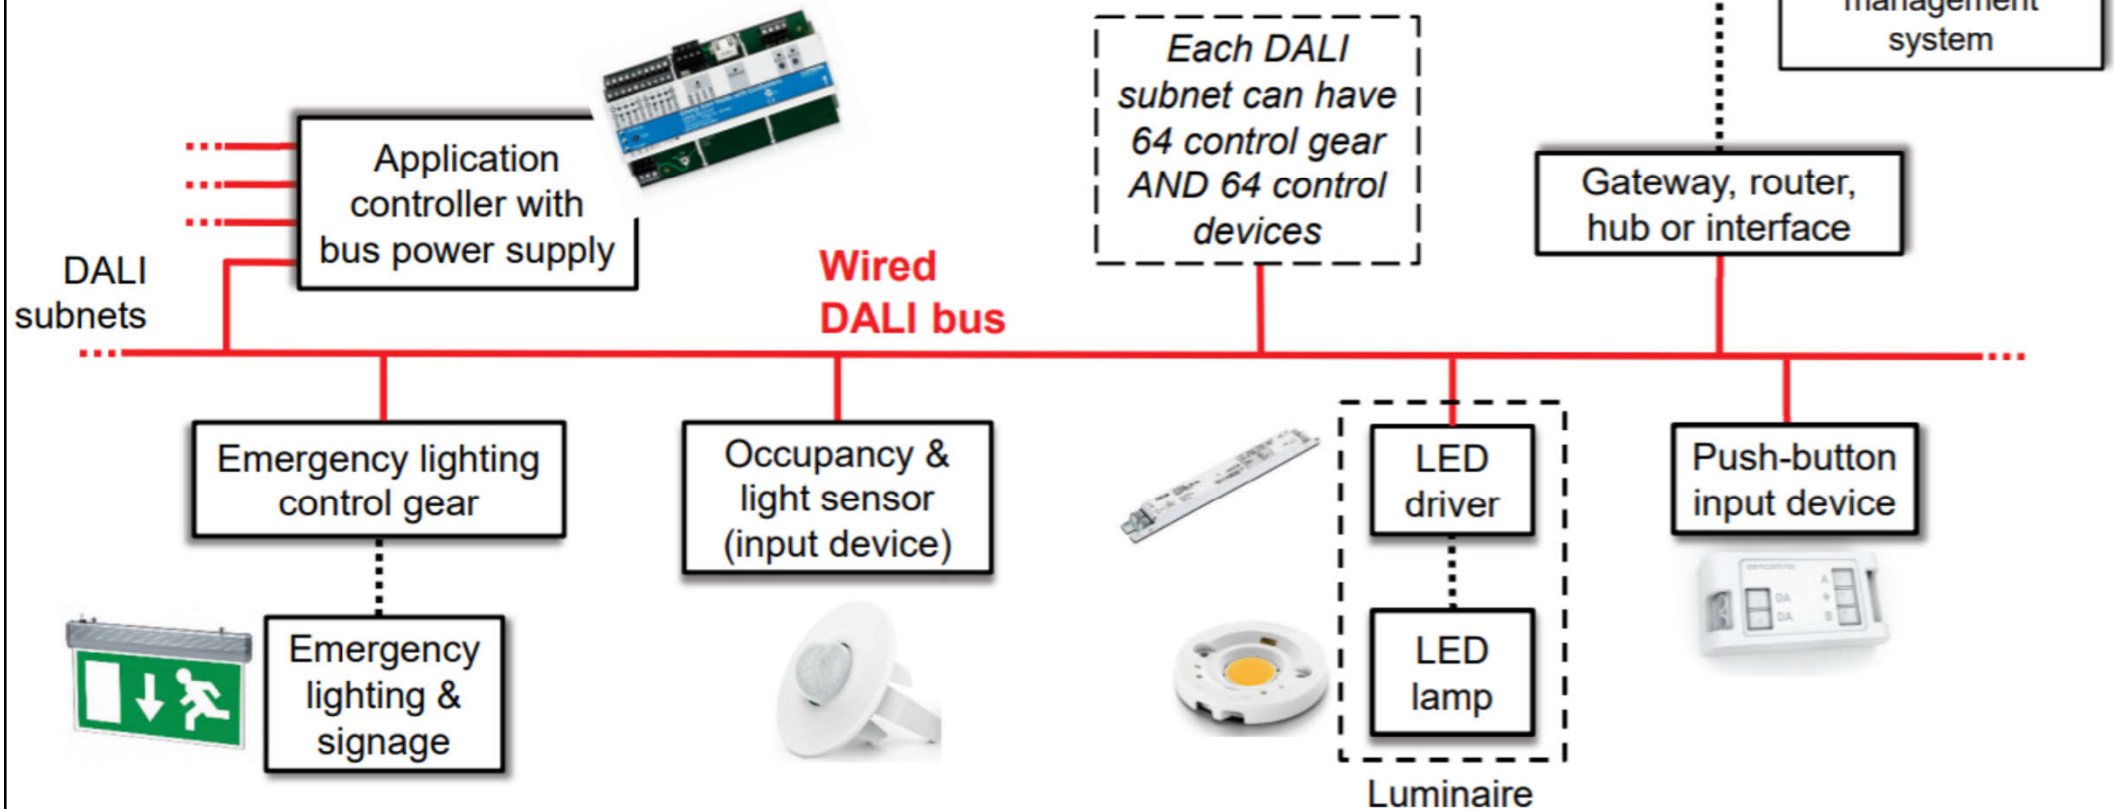 management
system
Each DALI
subnet can have
64 control gear
AND 64 control
devices
Application
controller with
bus power supply
Gateway, router,
hub or interface
DALI
subnets
Wired
DALI bus
Emergency lighting
control gear
Occupancy &
light sensor
(input device)
LED
driver
Push-button
input device
Emergency
lighting &
signage
LED
lamp
DA
DA
A
+
B
Luminaire